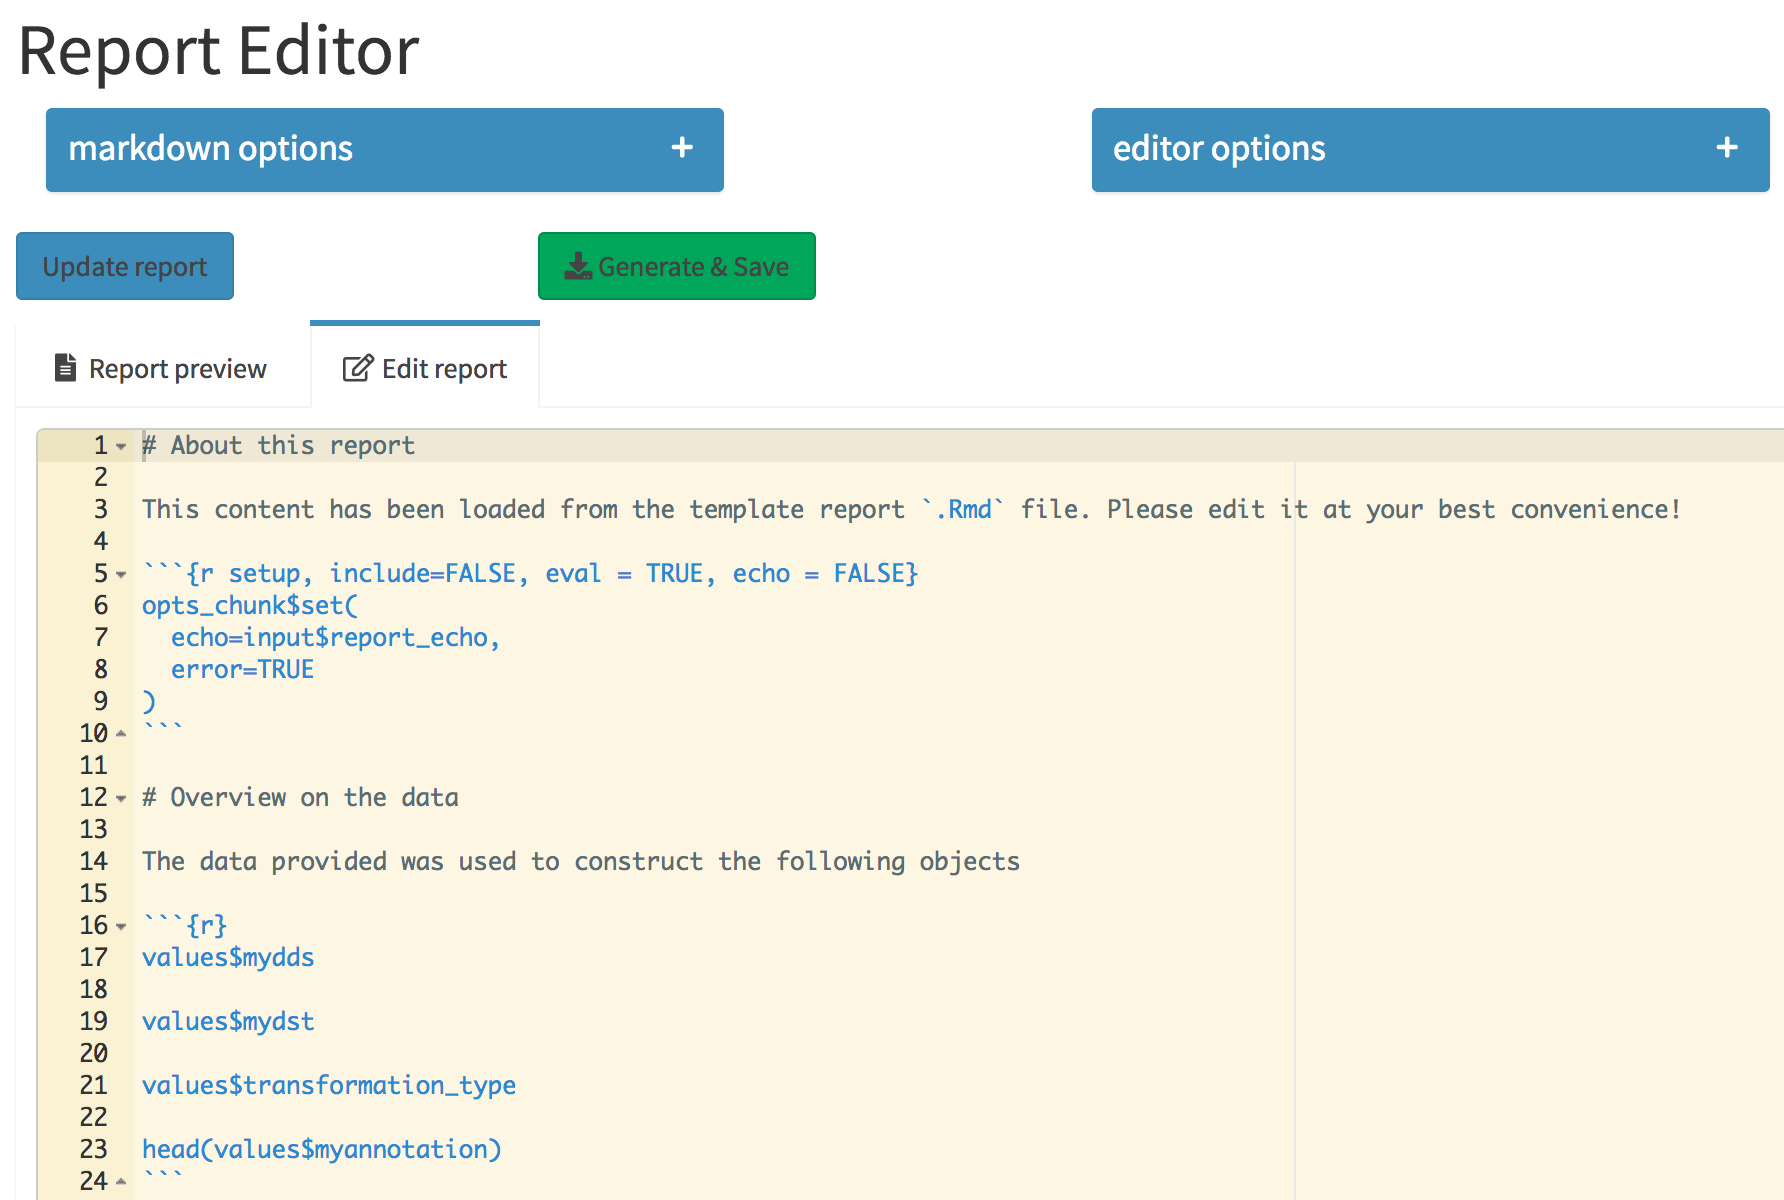 Report Editor
markdown options +
editor options +
Update report
Generate & Save
Report preview
Edit report
1 # About this report
2
3 This content has been loaded from the template report `.Rmd` file. Please edit it at your best convenience!
4
5 ```{r setup, include=FALSE, eval = TRUE, echo = FALSE}
6 opts_chunk$set(
7   echo=input$report_echo,
8   error=TRUE
9 )
10 ```
11
12 # Overview on the data
13
14 The data provided was used to construct the following objects
15
16 ```{r}
17 values$mydds
18
19 values$mydst
20
21 values$transformation_type
22
23 head(values$myannotation)
24 ```